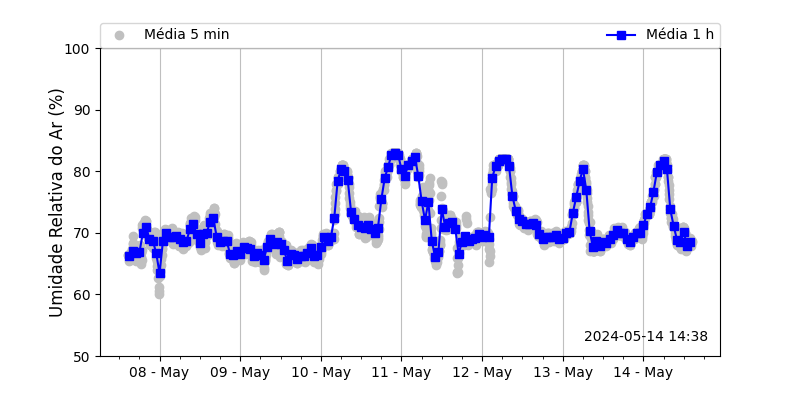 Média 5 min
Média 1 h
Umidade Relativa do Ar (%)
100
90
80
70
60
50
2024-05-14 14:38
08 - May
09 - May
10 - May
11 - May
12 - May
13 - May
14 - May